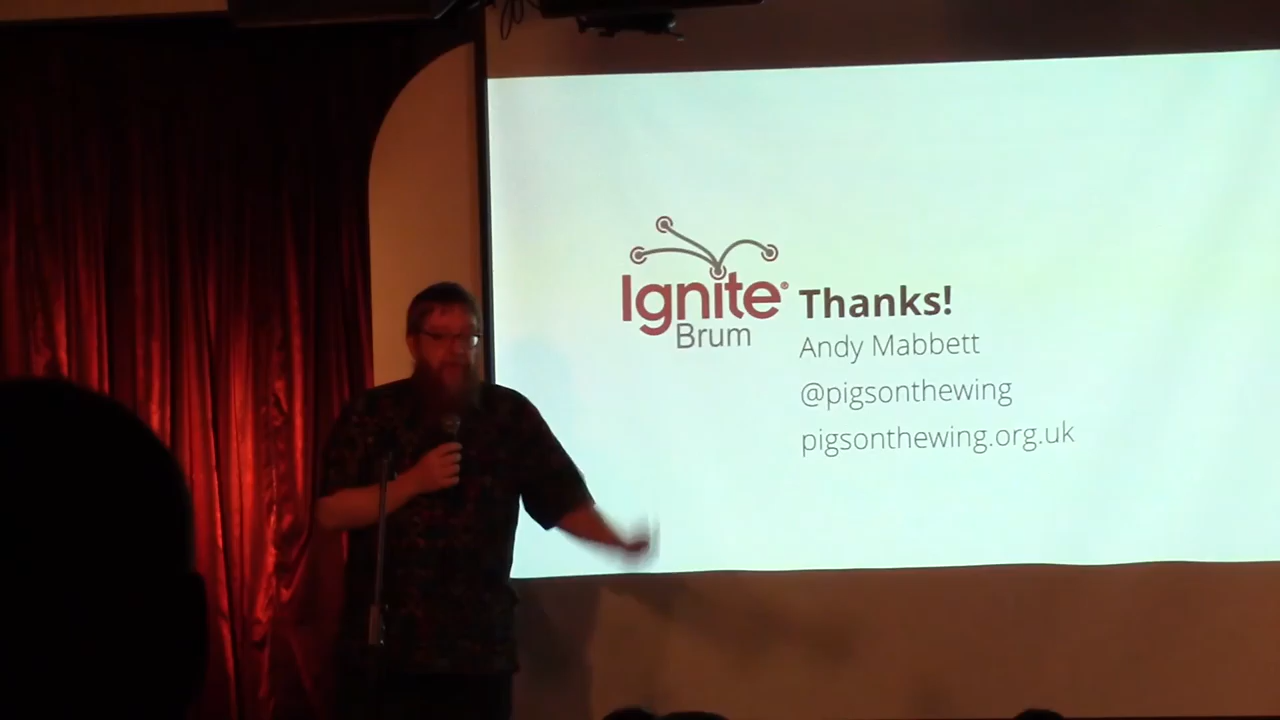 Ignite®
Brum
Thanks!
Andy Mabbett
@pigsonthewing
pigsonthewing.org.uk